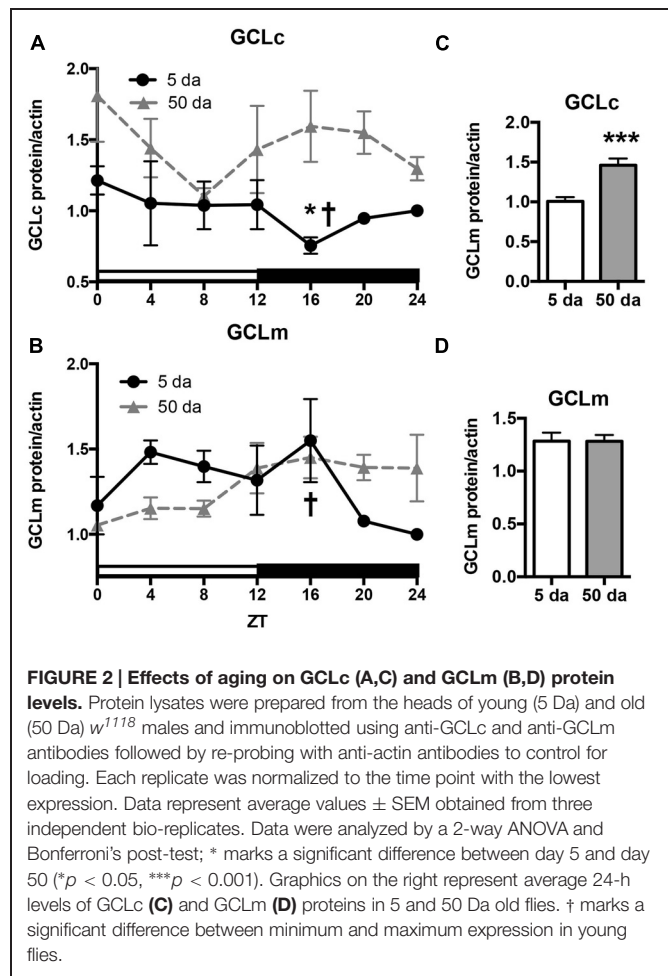 A
GCLc
GCLc protein/actin
2.0
1.5
1.0
0.5
5 da
50 da
* †
0 4 8 12 16 20 24
B
GCLm
GCLm protein/actin
2.0
1.5
1.0
5 da
50 da
†
0 4 8 12 16 20 24
ZT
C
GCLc
GCLm protein/actin
2.0
1.5
1.0
0.5
0.0
***
5 da 50 da
D
GCLm
GCLm protein/actin
1.5
1.0
0.5
0.0
5 da 50 da
FIGURE 2 | Effects of aging on GCLc (A,C) and GCLm (B,D) protein
levels. Protein lysates were prepared from the heads of young (5 Da) and old
(50 Da) w1118 males and immunoblotted using anti-GCLc and anti-GCLm
antibodies followed by re-probing with anti-actin antibodies to control for
loading. Each replicate was normalized to the time point with the lowest
expression. Data represent average values ± SEM obtained from three
independent bio-replicates. Data were analyzed by a 2-way ANOVA and
Bonferroni's post-test; * marks a significant difference between day 5 and day
50 (*p < 0.05, ***p < 0.001). Graphics on the right represent average 24-h
levels of GCLc (C) and GCLm (D) proteins in 5 and 50 Da old flies. † marks a
significant difference between minimum and maximum expression in young
flies.